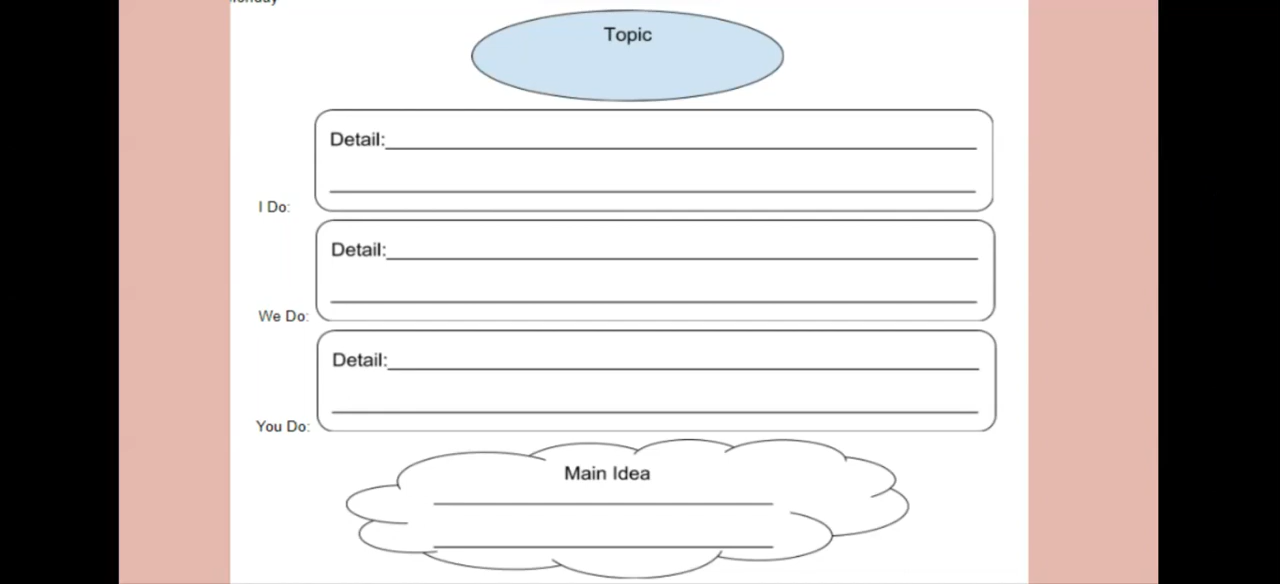 Topic
Detail:
I Do:
Detail:
We Do:
Detail:
You Do:
Main Idea